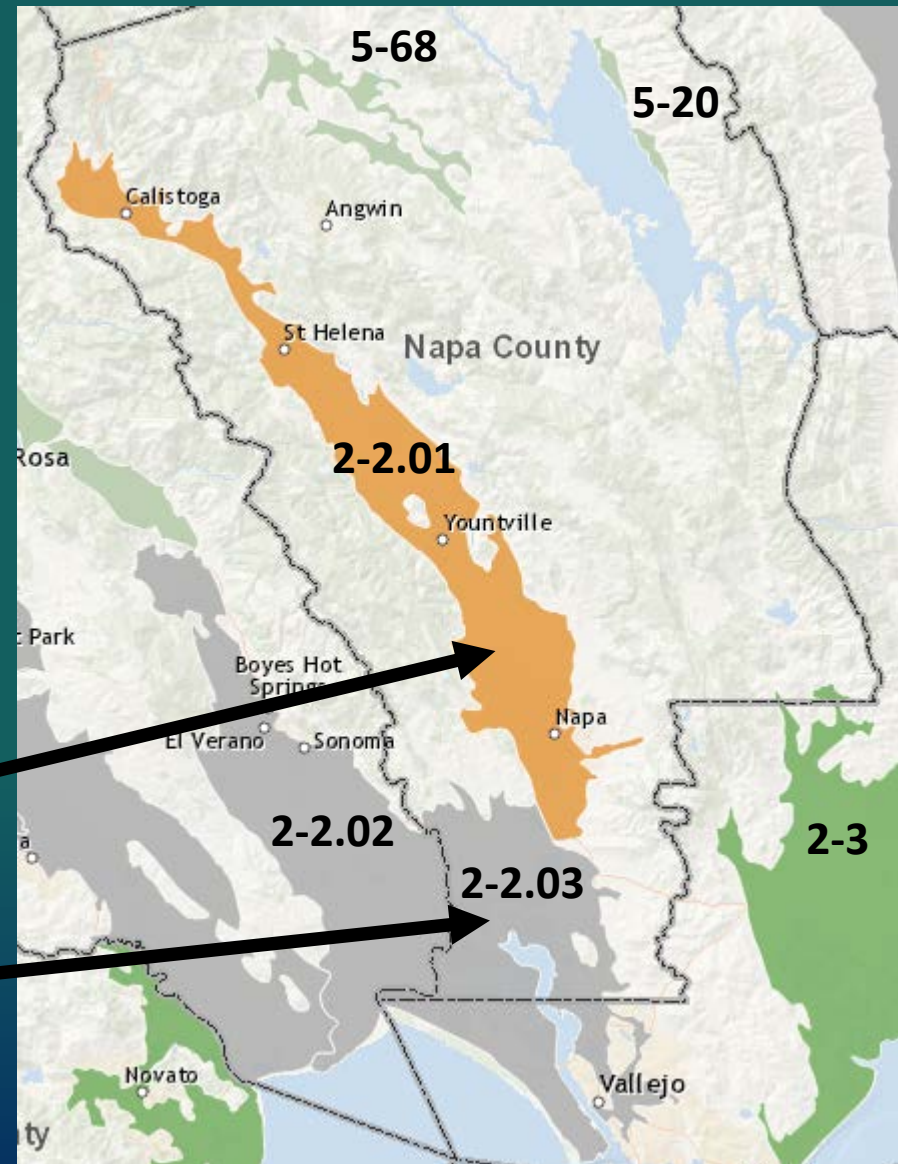 5-68
5-20
Calistoga
Angwin
St Helena
Napa County
2-2.01
Rosa
Yountville
Park
Boyes Hot
Springs
Napa
El Verano
Sonoma
2-2.02
2-3
a
2-2.03
Novato
Vallejo
ty